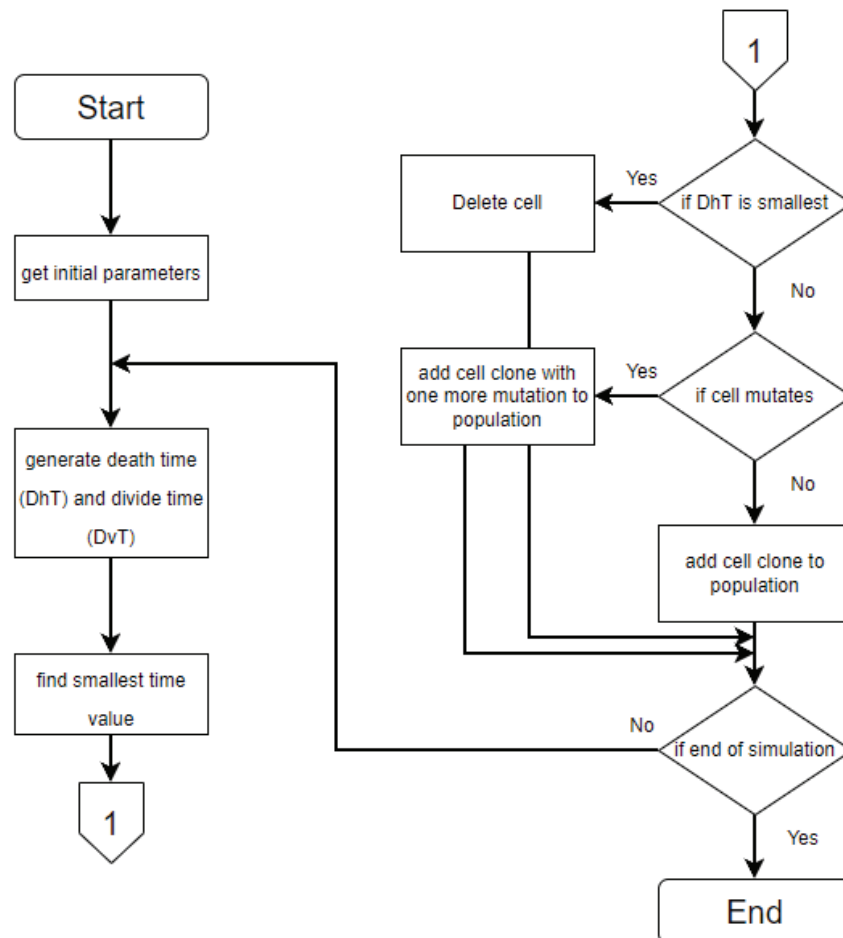 Start
get initial parameters
generate death time
(DhT) and divide time
(DvT)
find smallest time
value
1
1
if DhT is smallest
Yes
Delete cell
No
if cell mutates
Yes
add cell clone with
one more mutation to
population
No
add cell clone to
population
if end of simulation
No
Yes
End